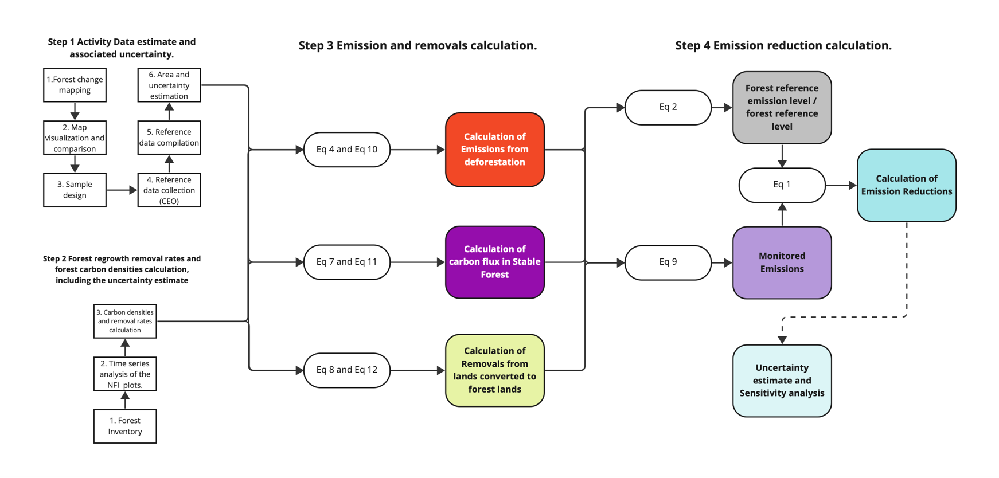 Step 1 Activity Data estimate and
associated uncertainty.
1.Forest change
mapping
2. Map
visualization and
comparison
3. Sample
design
4. Reference
data collection
(CEO)
5. Reference
data compilation
6. Area and
uncertainty
estimation
Step 2 Forest regrowth removal rates and
forest carbon densities calculation,
including the uncertainty estimate
3. Carbon densities
and removal rates
calculation
2. Time series
analysis of the
NFI plots.
1. Forest
Inventory
Step 3 Emission and removals calculation.
Eq 4 and Eq 10
Calculation of
Emissions from
deforestation
Eq 7 and Eq 11
Calculation of
carbon flux in Stable
Forest
Eq 8 and Eq 12
Calculation of
Removals from
lands converted to
forest lands
Step 4 Emission reduction calculation.
Eq 2
Forest reference
emission level /
forest reference
level
Eq 1
Calculation of
Emission Reductions
Eq 9
Monitored
Emissions
Uncertainty
estimate and
Sensitivity analysis